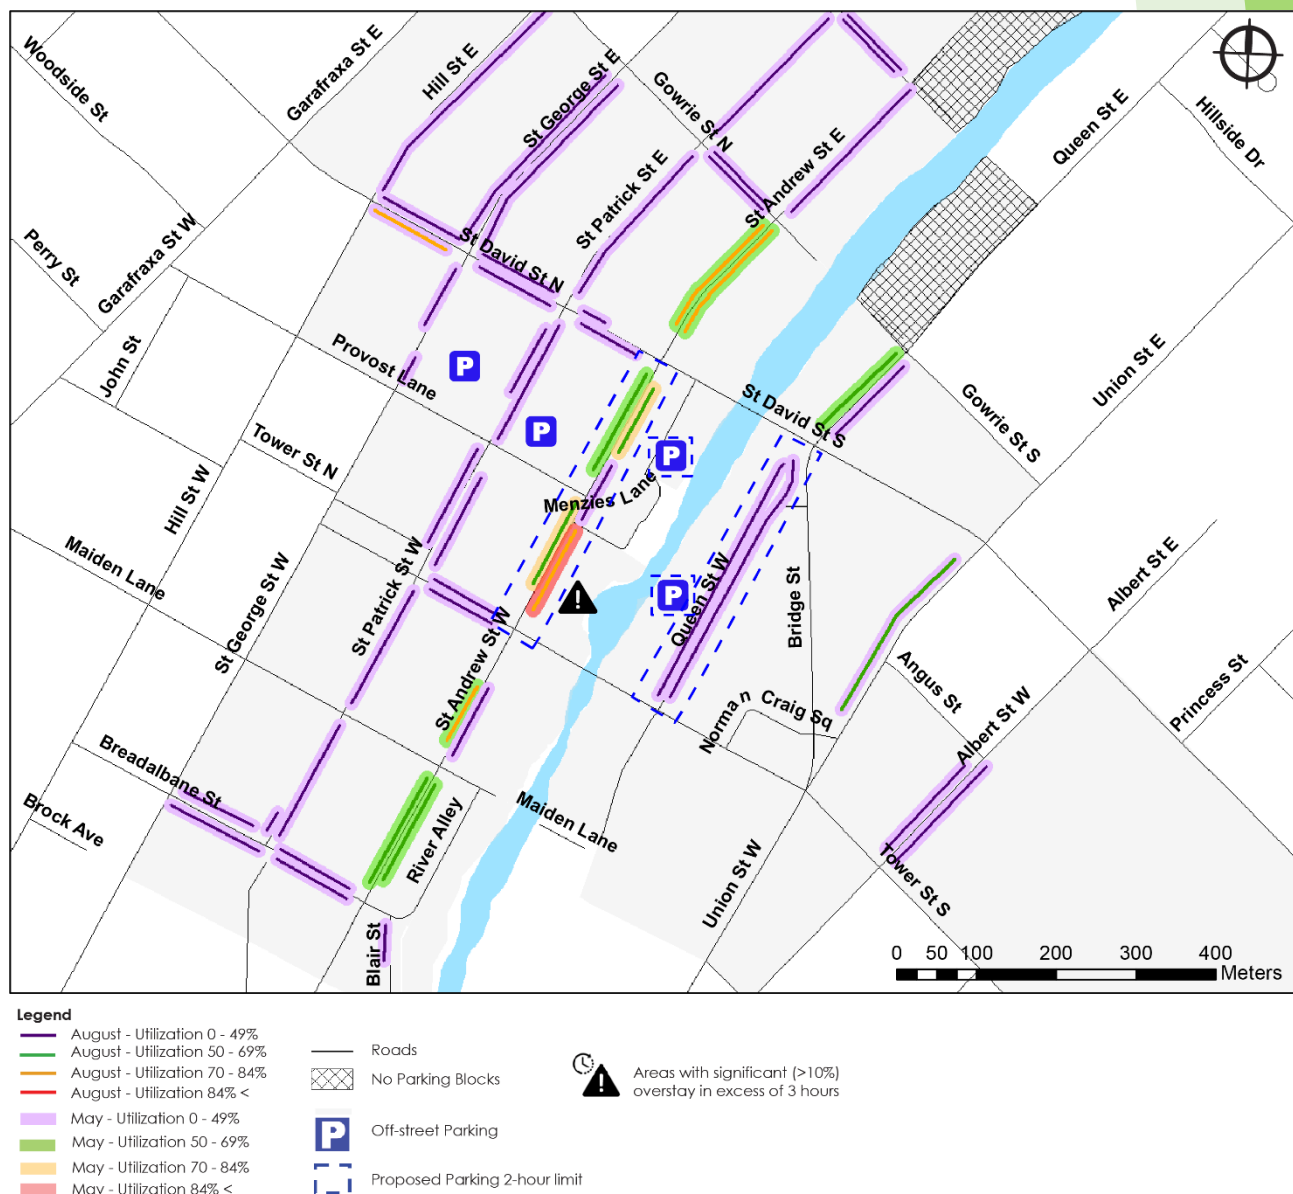 Woodside St
Garafraxa St E
Hill St E
St George St E
Gowrie St N
Queen St E
Hillside Dr
St Patrick St E
St Andrew St E
Perry St
Garafraxa St W
St David St N
John St
Provost Lane
P
Union St E
Gowrie St S
St David St S
P
Tower St N
P
Hill St W
Menzies Lane
Maiden Lane
St George St W
St Patrick St W
!
P
Queen St W
Bridge St
Albert St E
St Andrew St W
Angus St
Princess St
Norman Craig Sq
Albert St W
Breadalbane St
Brock Ave
River Alley
Maiden Lane
Tower St S
Union St W
Blair St
0 50 100 200 300 400
Meters
Legend
August - Utilization 0 - 49%
August - Utilization 50 - 69%
August - Utilization 70 - 84%
August - Utilization 84% <
May - Utilization 0 - 49%
May - Utilization 50 - 69%
May - Utilization 70 - 84%
May - Utilization 84% <
Roads
No Parking Blocks
P Off-street Parking
Proposed Parking 2-hour limit
! Areas with significant (>10%)
overstay in excess of 3 hours